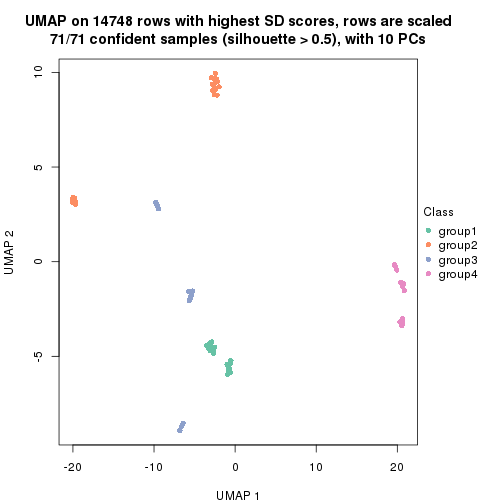 UMAP on 14748 rows with highest SD scores, rows are scaled
71/71 confident samples (silhouette > 0.5), with 10 PCs
10
5
0
-5
UMAP 2
-20
-10
0
10
20
UMAP 1
Class
group1
group2
group3
group4